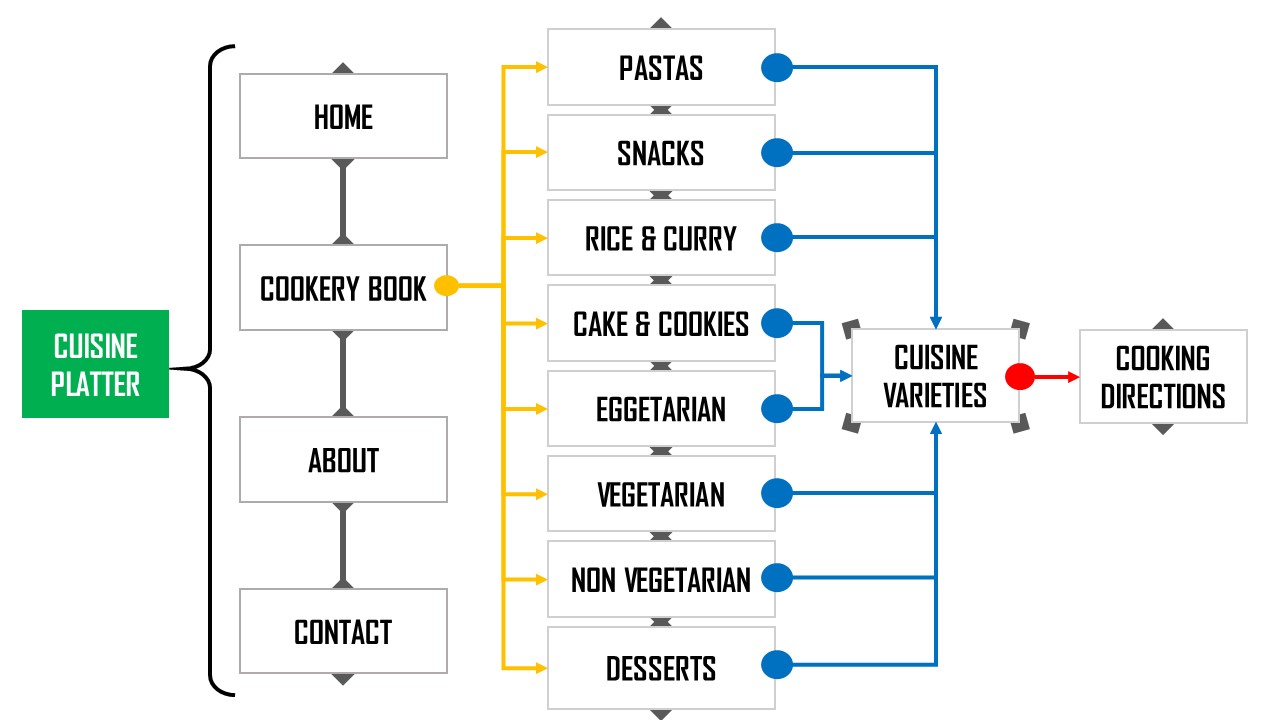 CUISINE
PLATTER
HOME
COOKERY BOOK
ABOUT
CONTACT
PASTAS
SNACKS
RICE & CURRY
CAKE & COOKIES
EGGETARIAN
VEGETARIAN
NON VEGETARIAN
DESSERTS
CUISINE
VARIETIES
COOKING
DIRECTIONS